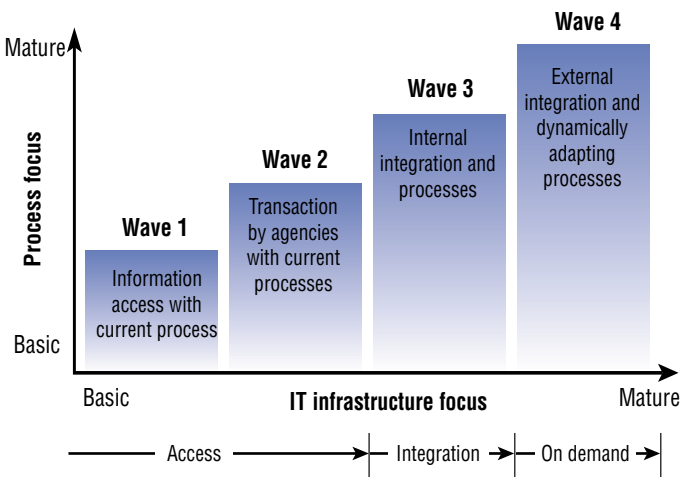 Wave 4
Mature
External
integration and
dynamically
adapting
processes
Wave 3
Internal
integration and
processes
Wave 2
Transaction
by agencies
with current
processes
Wave 1
Information
access with
current process
Process focus
Basic
Basic
IT infrastructure focus
Mature
Access
Integration
On demand